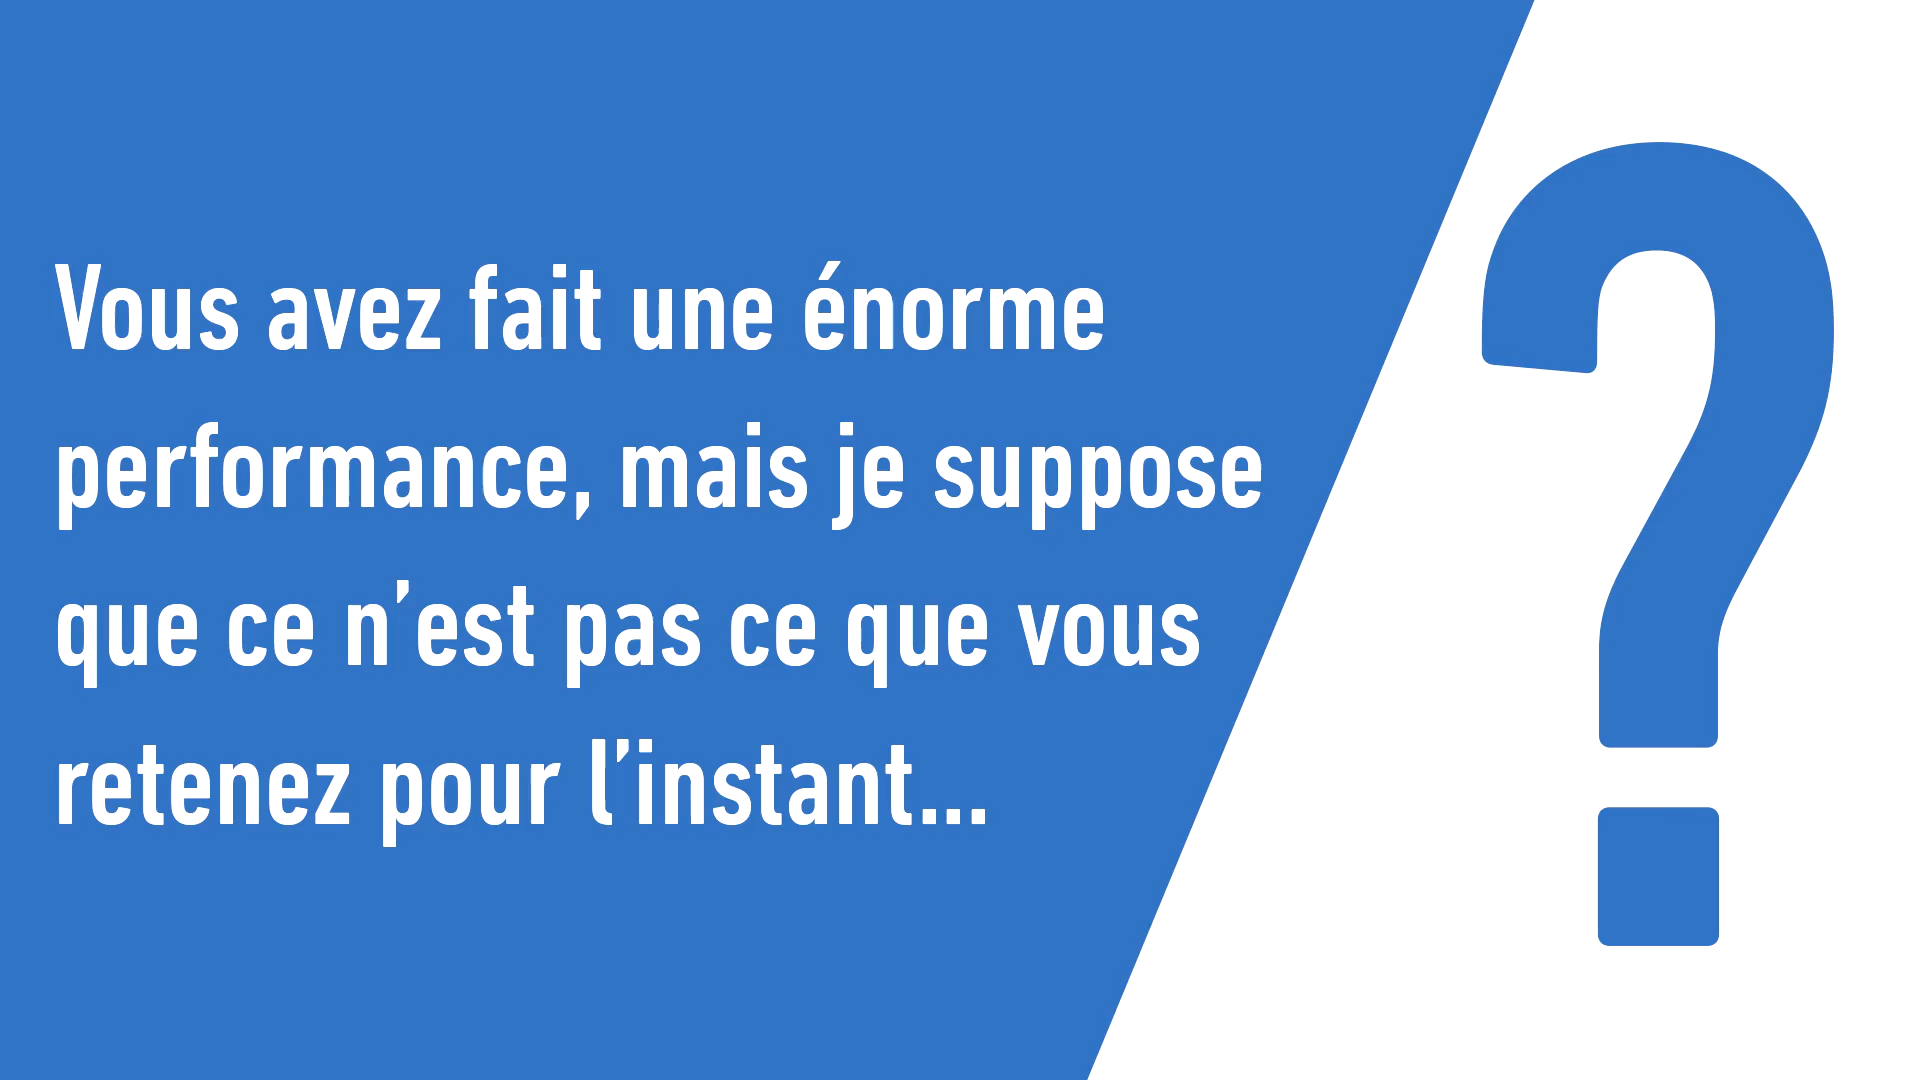 Vous avez fait une énorme
performance, mais je suppose
que ce n’est pas ce que vous
retenez pour l’instant...
?